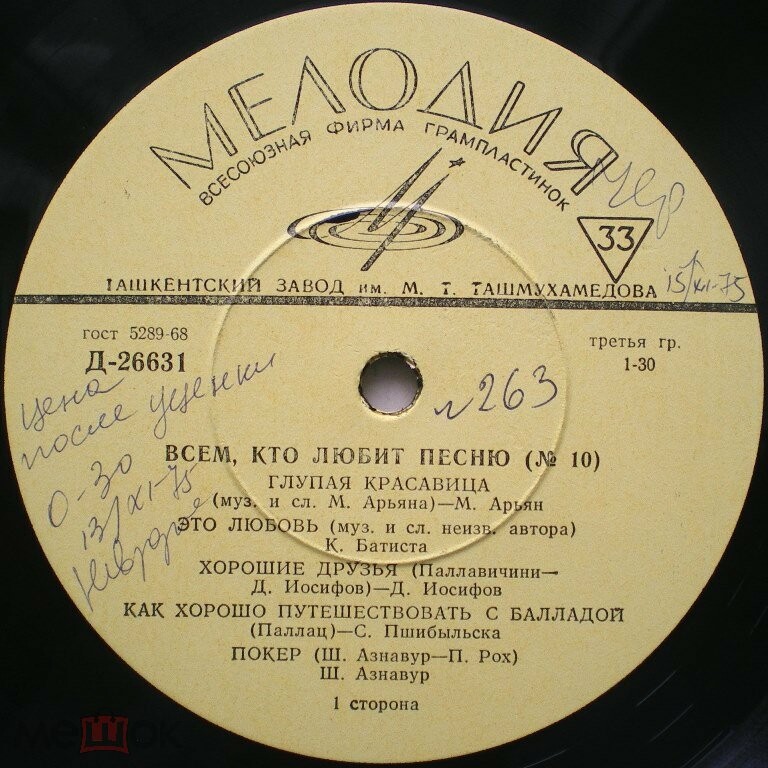 МЕЛОДИЯ
ВСЕСОЮЗНАЯ ФИРМА ГРАМПЛАСТИНОК
33
ТАШКЕНТСКИЙ ЗАВОД им. М. Т. ТАШМУХАМЕДОВА
15/XI-75
гост 5289-68
Д-26631
третья гр.
1-30
цена
после уценки
0-30
13/XI-75
№263
ВСЕМ, КТО ЛЮБИТ ПЕСНЮ (№ 10)
ГЛУПАЯ КРАСАВИЦА
(муз. и сл. М. Арьяна)—М. Арьян
ЭТО ЛЮБОВЬ (муз. и сл. неизв. автора)
К. Батиста
ХОРОШИЕ ДРУЗЬЯ (Паллавичини—
Д. Иосифов)—Д. Иосифов
КАК ХОРОШО ПУТЕШЕСТВОВАТЬ С БАЛЛАДОЙ
(Паллац)—С. Пшибыльска
ПОКЕР (Ш. Азнавур—П. Рох)
Ш. Азнавур
1 сторона
мешок